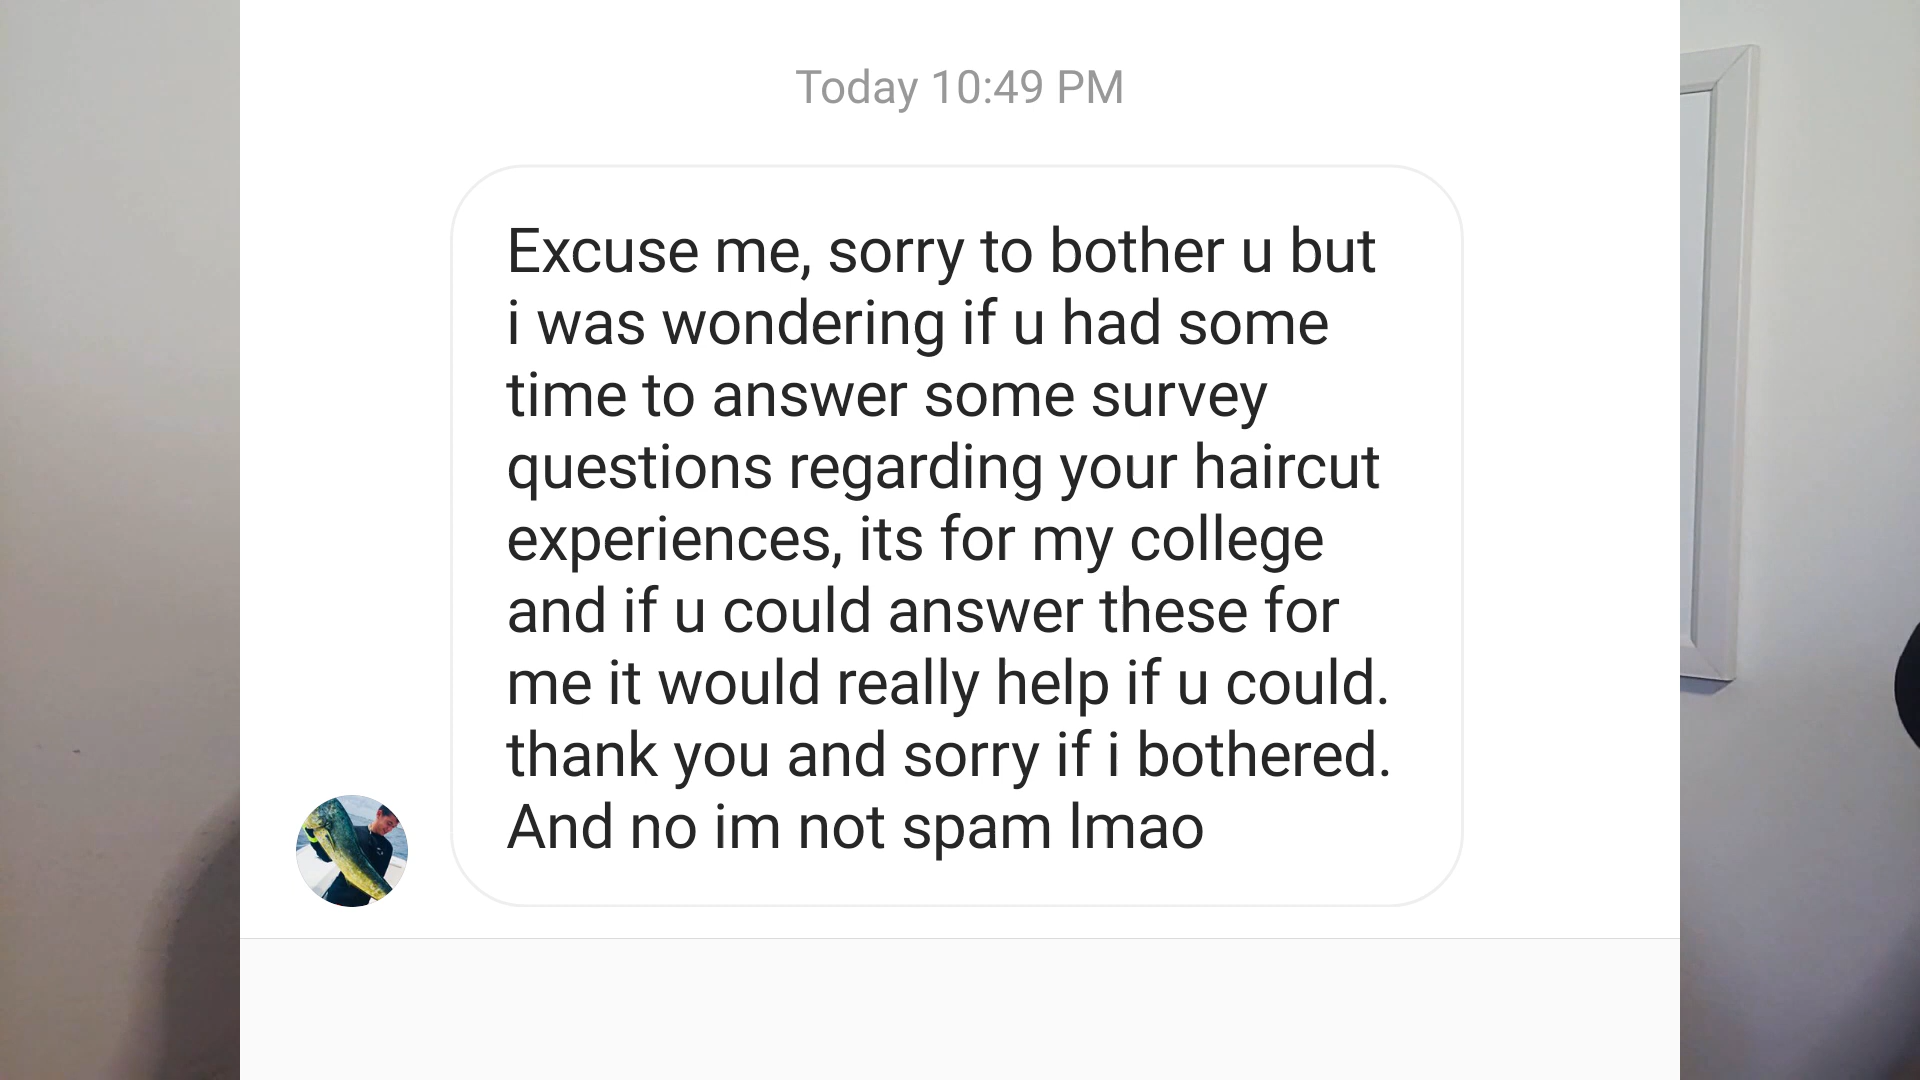 Today 10:49 PM
Excuse me, sorry to bother u but
i was wondering if u had some
time to answer some survey
questions regarding your haircut
experiences, its for my college
and if u could answer these for
me it would really help if u could.
thank you and sorry if i bothered.
And no im not spam lmao